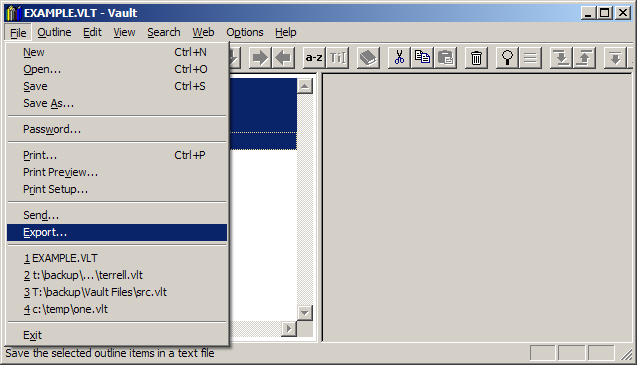 EXAMPLE.VLT - Vault
File Outline Edit View Search Web Options Help
New Ctrl+N
Open... Ctrl+O
Save Ctrl+S
Save As...
Password...
Print... Ctrl+P
Print Preview...
Print Setup...
Send...
Export...
1 EXAMPLE.VLT
2 t:\backup\...\terrell.vlt
3 T:\backup\Vault Files\src.vlt
4 c:\temp\one.vlt
Exit
a-z Ti
Save the selected outline items in a text file